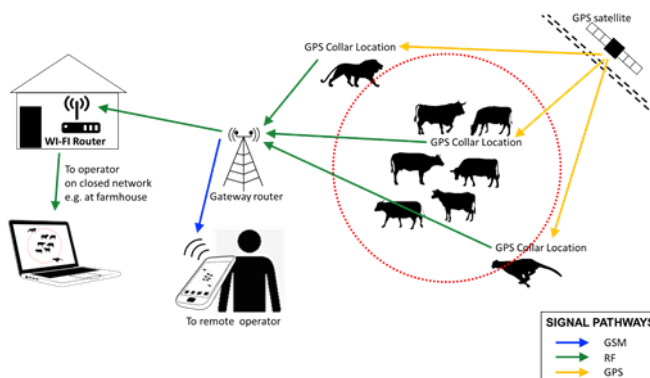 GPS satellite
GPS Collar Location
GPS Collar Location
WI-FI Router
To operator
on closed network
e.g. at farmhouse
Gateway router
GPS Collar Location
To remote operator
SIGNAL PATHWAYS
GSM
RF
GPS